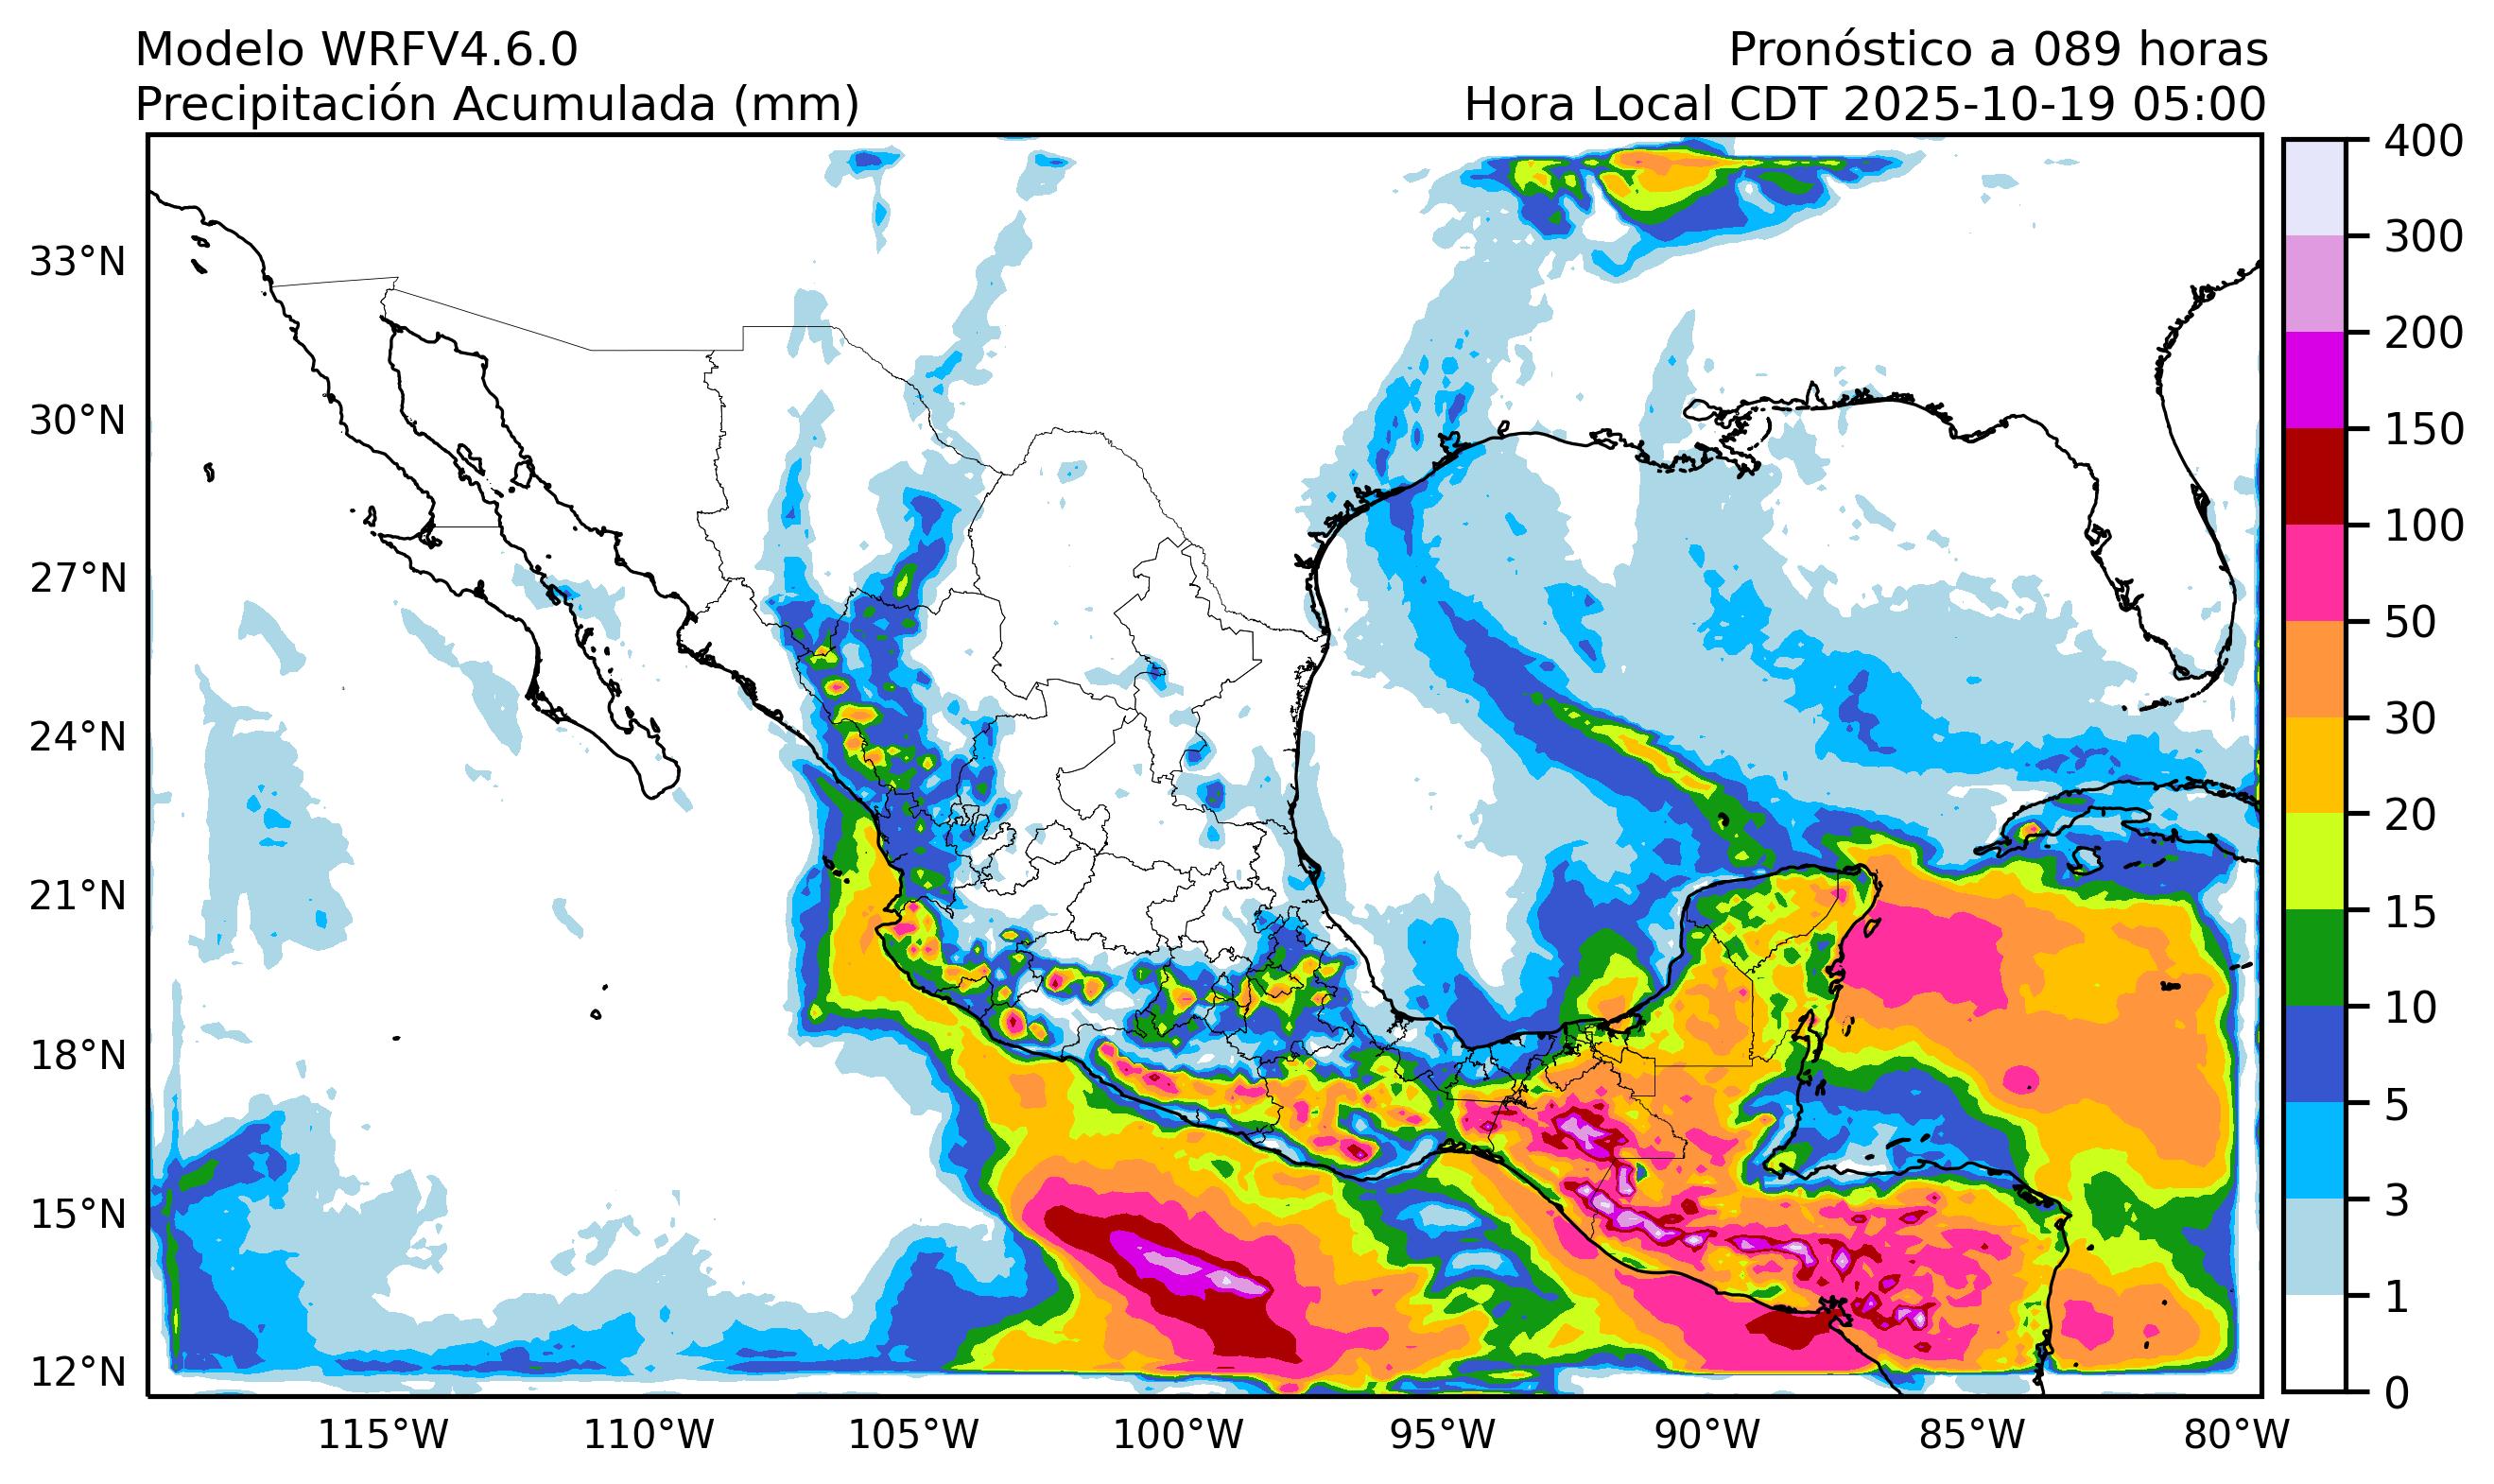 Modelo WRFV4.6.0
Pronóstico a 089 horas
Precipitación Acumulada (mm)
Hora Local CDT 2025-10-19 05:00
33°N
30°N
27°N
24°N
21°N
18°N
15°N
12°N
115°W
110°W
105°W
100°W
95°W
90°W
85°W
80°W
400
300
200
150
100
50
30
20
15
10
5
3
1
0